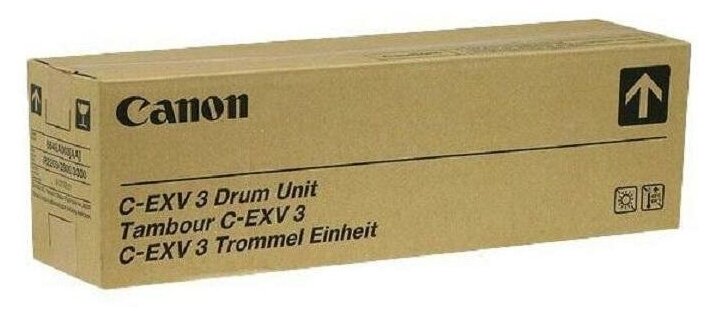 Canon
C-EXV 3 Drum Unit
Tambour C-EXV 3
C-EXV 3 Trommel Einheit